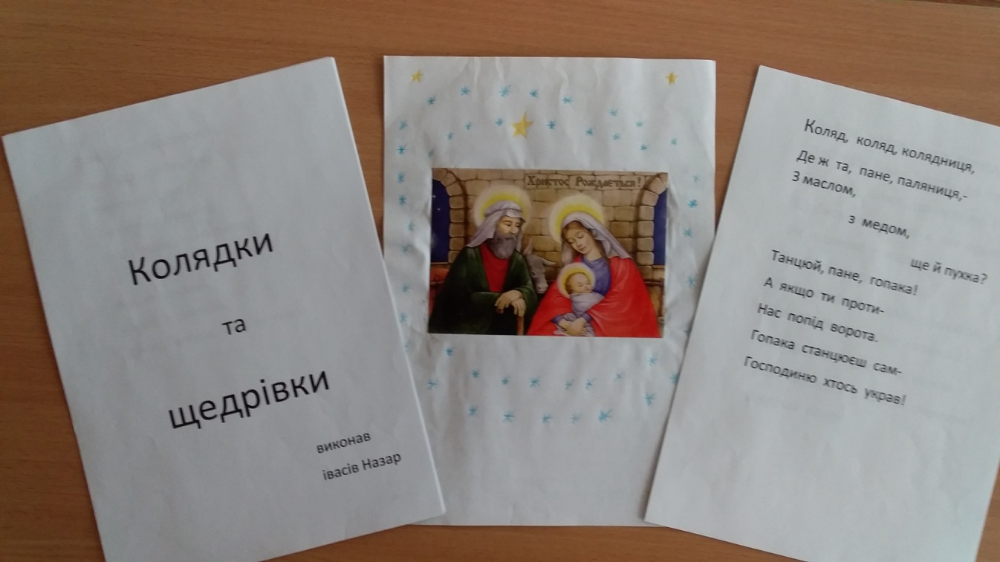 Колядки
та
щедрівки
виконав
івасів Назар
Христос Рождається!
Коляд, коляд, колядниця,
Де ж та, пане, паляниця,-
З маслом,
з медом,
ще й пухка?
Танцюй, пане, гопака!
А якщо ти проти-
Нас попід ворота.
Гопака станцюєш сам-
Господиню хтось украв!